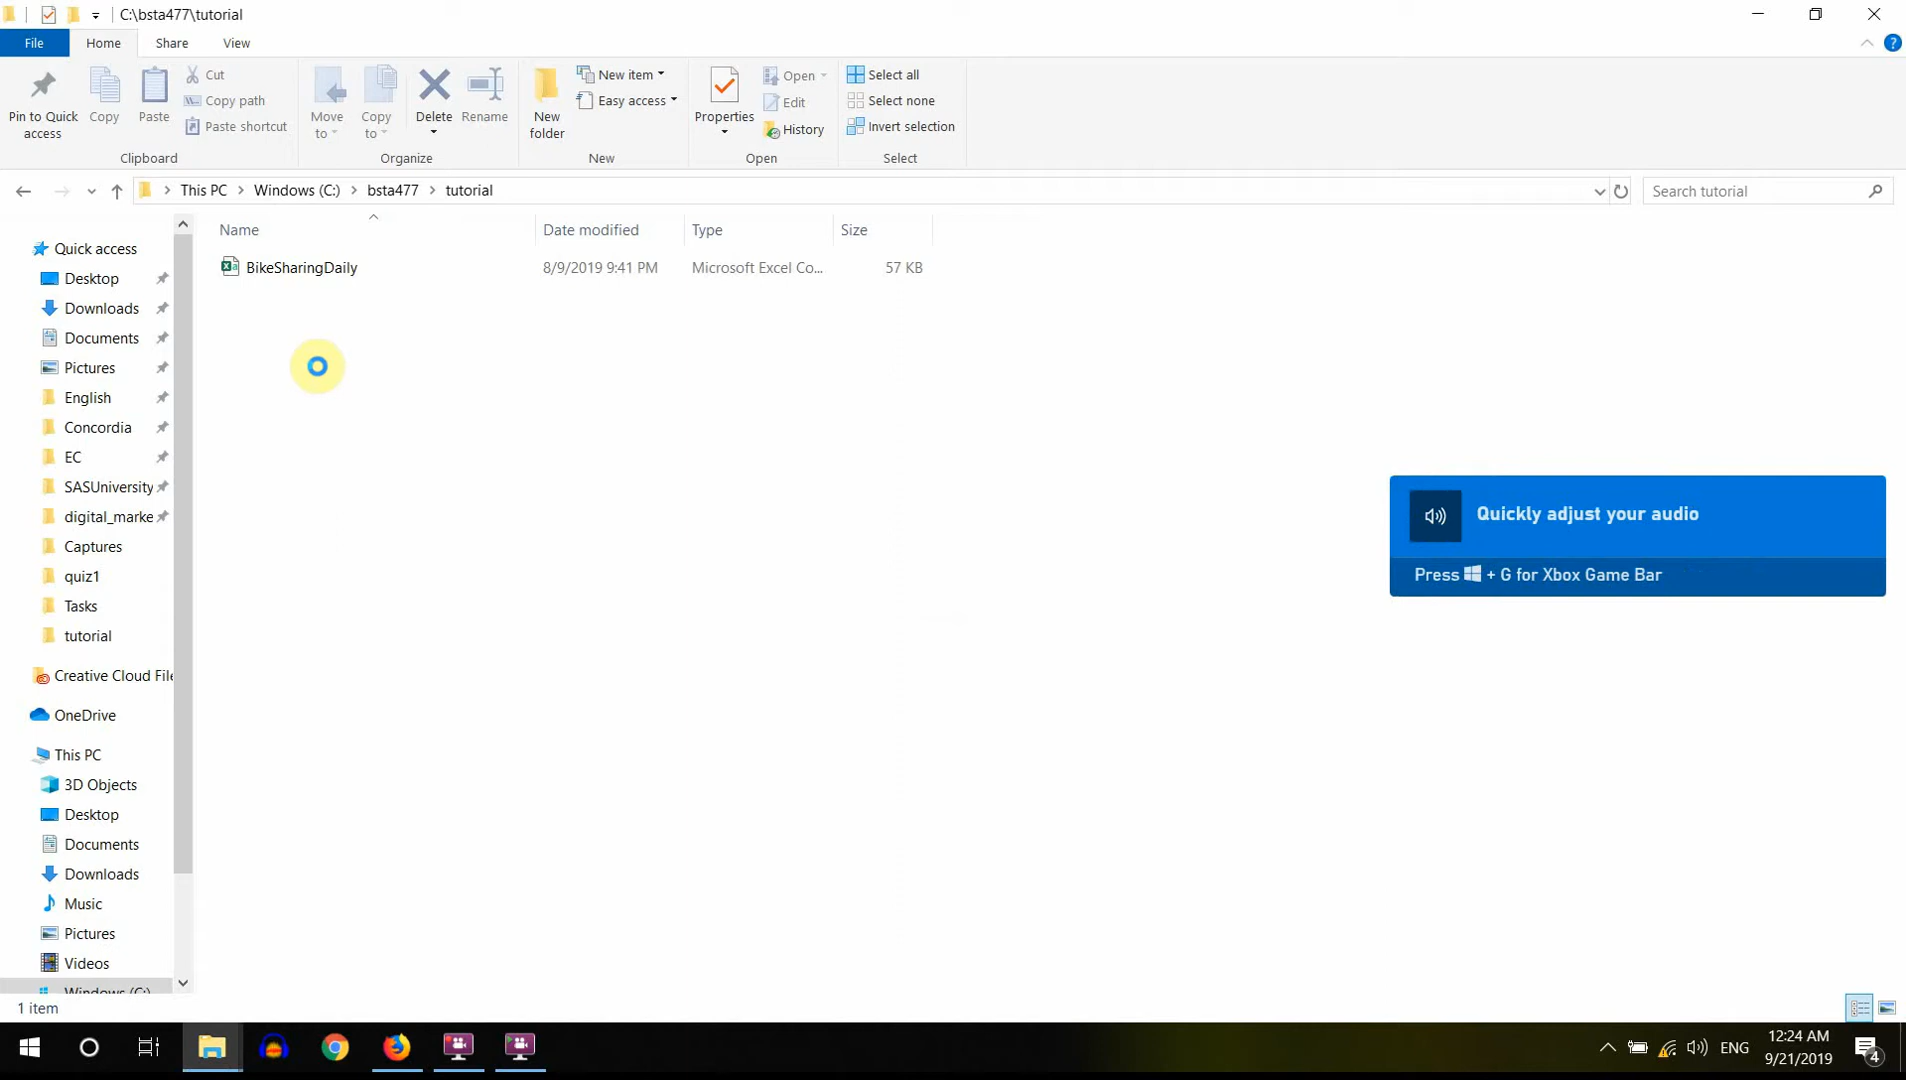 C:\bsta477\tutorial
File Home Share View
Pin to Quick access
Copy
Paste
Cut
Copy path
Paste shortcut
Clipboard
Move to
Copy to
Delete
Rename
Organize
New folder
New item
Easy access
New
Properties
Open
Edit
History
Open
Select all
Select none
Invert selection
Select
This PC > Windows (C:) > bsta477 > tutorial
Search tutorial
Name Date modified Type Size
BikeSharingDaily 8/9/2019 9:41 PM Microsoft Excel Co... 57 KB
Quick access
Desktop
Downloads
Documents
Pictures
English
Concordia
EC
SASUniversity
digital_marke
Captures
quiz1
Tasks
tutorial
Creative Cloud File
OneDrive
This PC
3D Objects
Desktop
Documents
Downloads
Music
Pictures
Videos
Windows (C:)
Quickly adjust your audio
Press + G for Xbox Game Bar
1 item
ENG
12:24 AM
9/21/2019
4